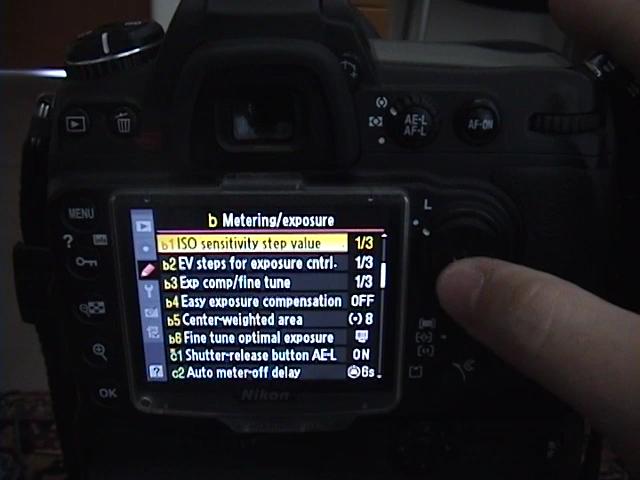 AE-L
AF-L
AF-ON
MENU
L
?
b Metering/exposure
b1 ISO sensitivity step value 1/3
b2 EV steps for exposure cntrl. 1/3
b3 Exp comp/fine tune 1/3
b4 Easy exposure compensation OFF
b5 Center-weighted area (•) 8
b6 Fine tune optimal exposure
c1 Shutter-release button AE-L ON
c2 Auto meter-off delay 6s
?
OK
Nikon